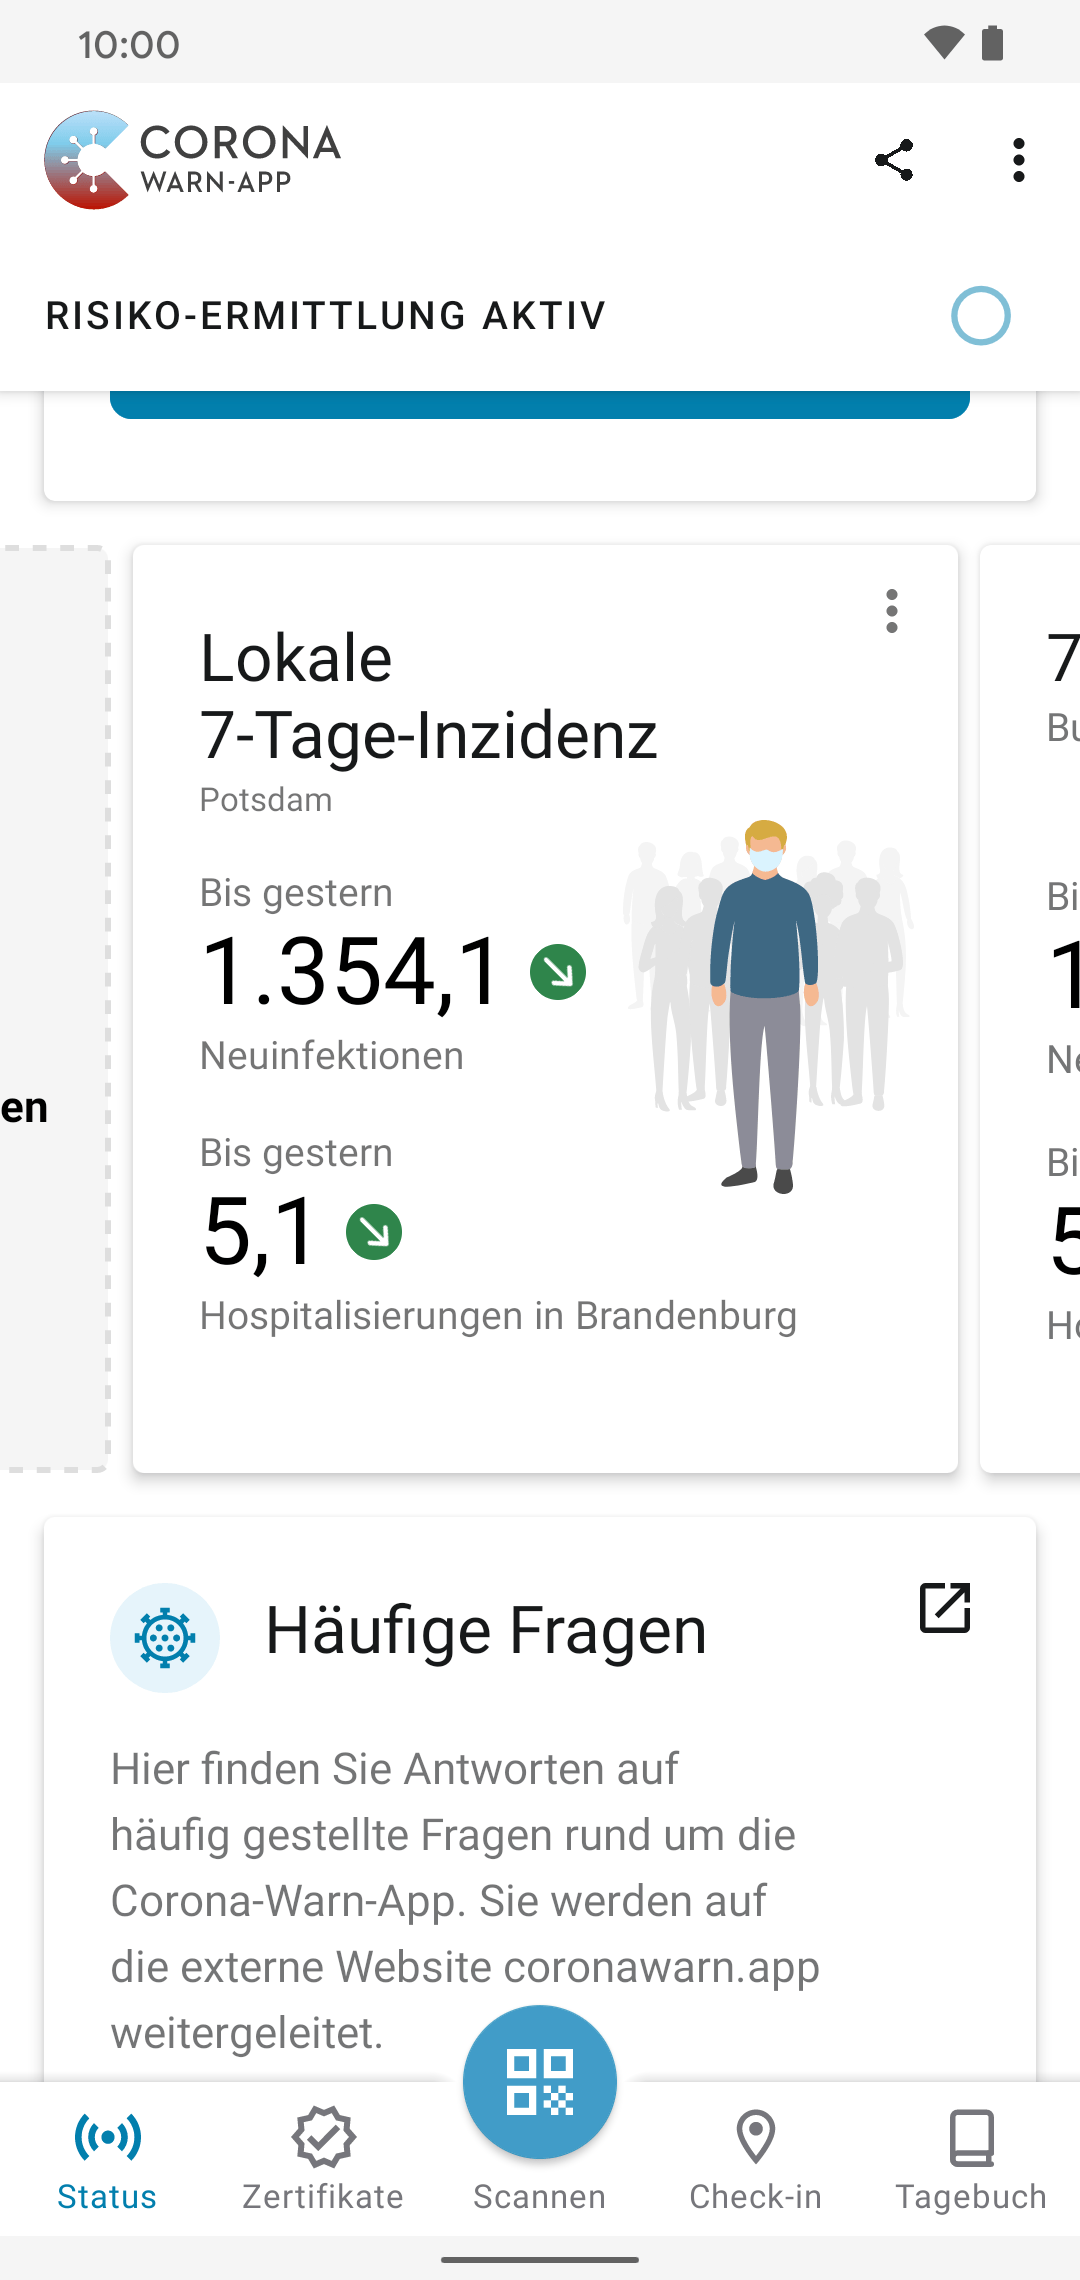 10:00
CORONA
WARN-APP
RISIKO-ERMITTLUNG AKTIV
Lokale
7-Tage-Inzidenz
Potsdam
Bis gestern
1.354,1
Neuinfektionen
Bis gestern
5,1
Hospitalisierungen in Brandenburg
en
7
Bu
Bi
1
Ne
Bi
5
Ho
Häufige Fragen
Hier finden Sie Antworten auf
häufig gestellte Fragen rund um die
Corona-Warn-App. Sie werden auf
die externe Website coronawarn.app
weitergeleitet.
Status
Zertifikate
Scannen
Check-in
Tagebuch